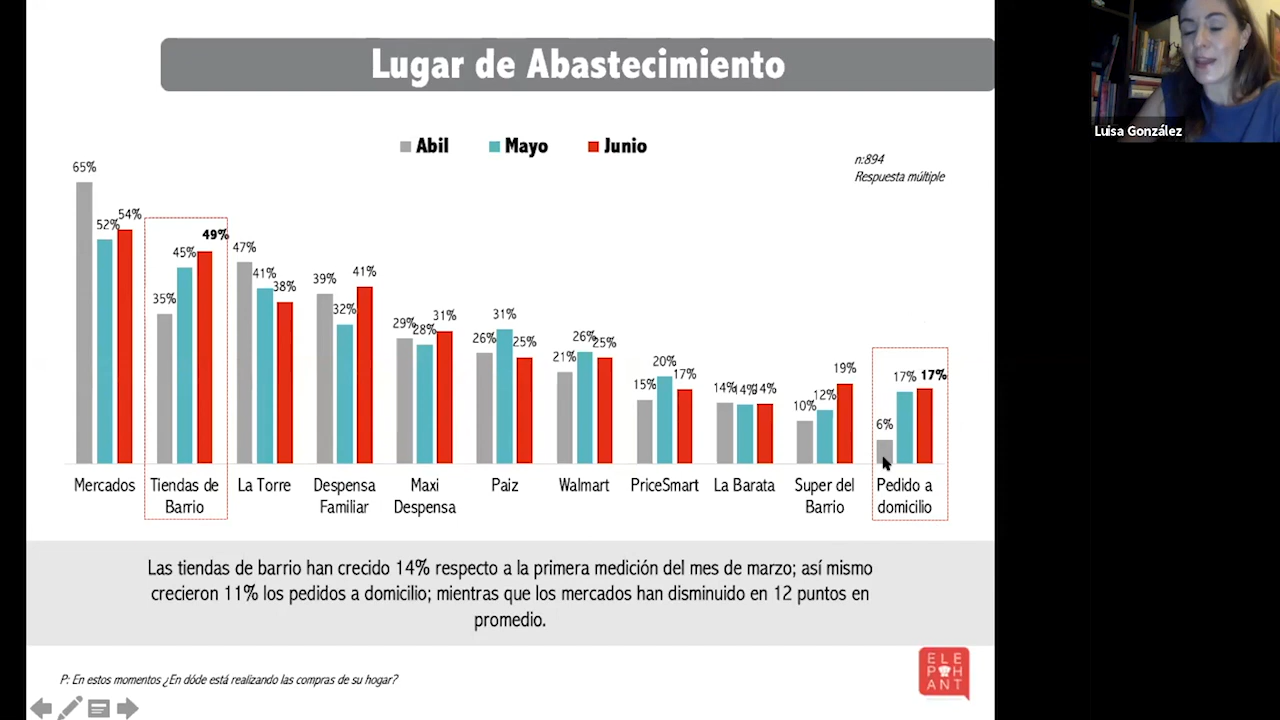 Lugar de Abastecimiento
Luisa González
Abil Mayo Junio
n:894
Respuesta múltiple
65% 52% 54%
35% 45% 49%
47% 41% 38%
39% 32% 41%
29% 28% 31%
26% 31% 25%
21% 26% 25%
15% 20% 17%
14% 14% 14%
10% 12% 19%
6% 17% 17%
Mercados
Tiendas de
Barrio
La Torre
Despensa
Familiar
Maxi
Despensa
Paiz
Walmart
PriceSmart
La Barata
Super del
Barrio
Pedido a
domicilio
Las tiendas de barrio han crecido 14% respecto a la primera medición del mes de marzo; así mismo
crecieron 11% los pedidos a domicilio; mientras que los mercados han disminuido en 12 puntos en
promedio.
P: En estos momentos ¿En dóde está realizando las compras de su hogar?
ELE
PHANT